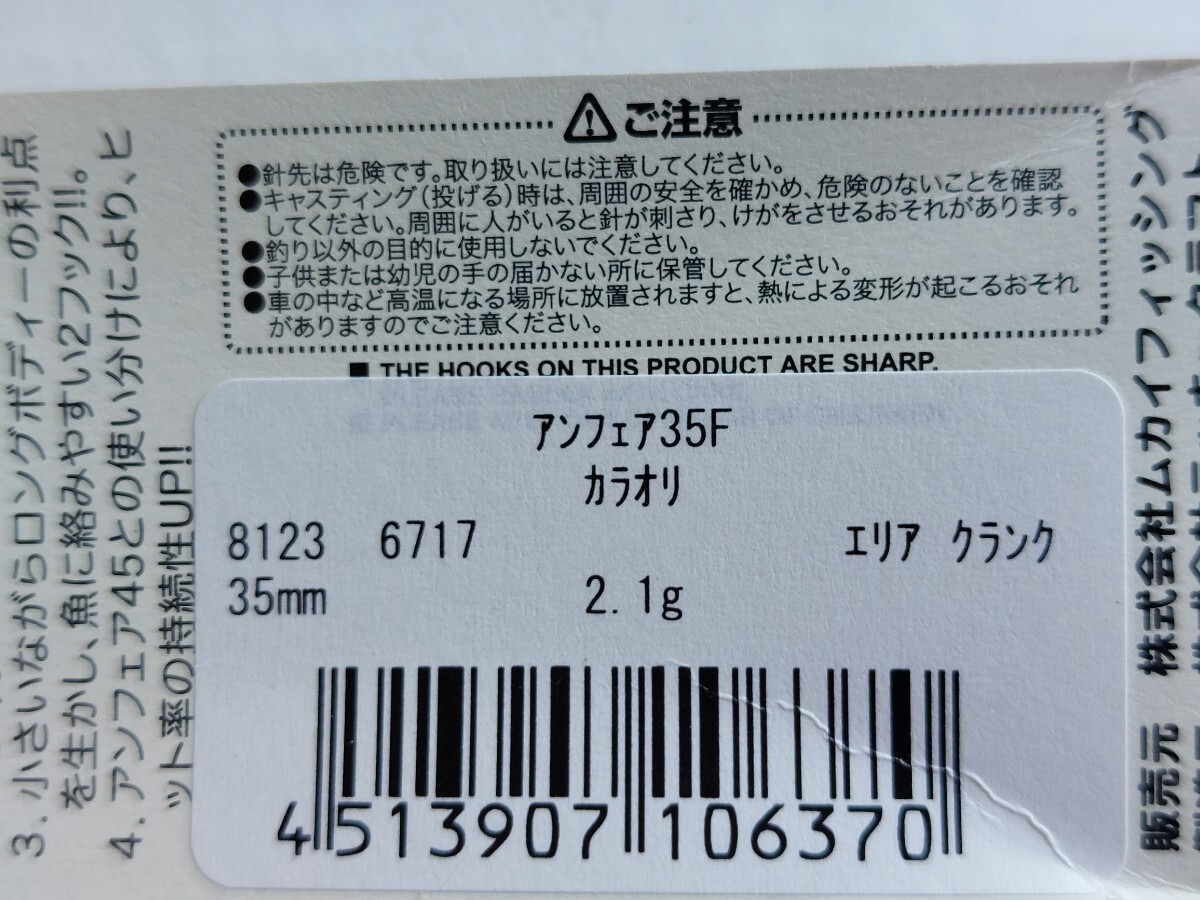 ご注意
●針先は危険です。取り扱いには注意してください。
●キャスティング(投げる)時は、周囲の安全を確かめ、危険のないことを確認
してください。周囲に人がいると針が刺さり、けがをさせるおそれがあります。
●釣り以外の目的に使用しないでください。
●子供または幼児の手の届かない所に保管してください。
●車の中など高温になる場所に放置されますと、熱による変形が起こるおそれ
がありますのでご注意ください。
■ THE HOOKS ON THIS PRODUCT ARE SHARP.
アンフェア35F
カラオリ
8123 6717 エリア クランク
35mm 2.1g
4 513907 106370
3. 小さいながらロングボディーの利点
を生かし、魚に絡みやすい2フック!!。
4. アンフェア45との使い分けにより、ヒ
ット率の持続性UP!!
販売元 株式会社ムカイフィッシング